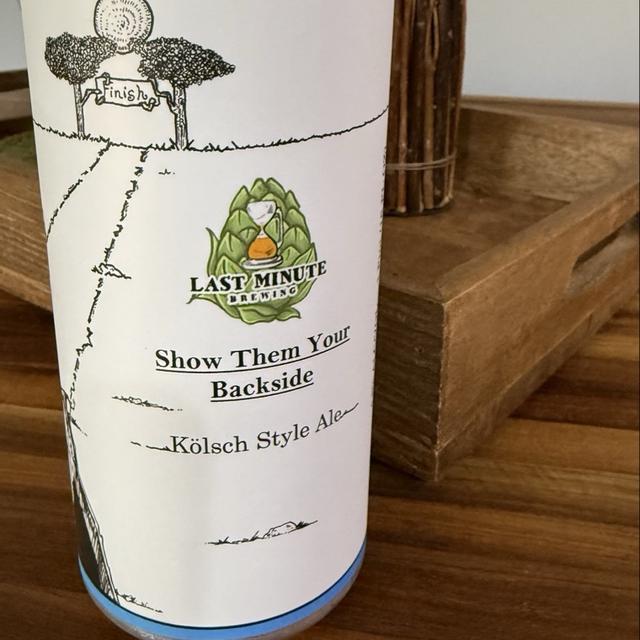 Finish
LAST MINUTE
BREWING
Show Them Your
Backside
Kölsch Style Ale